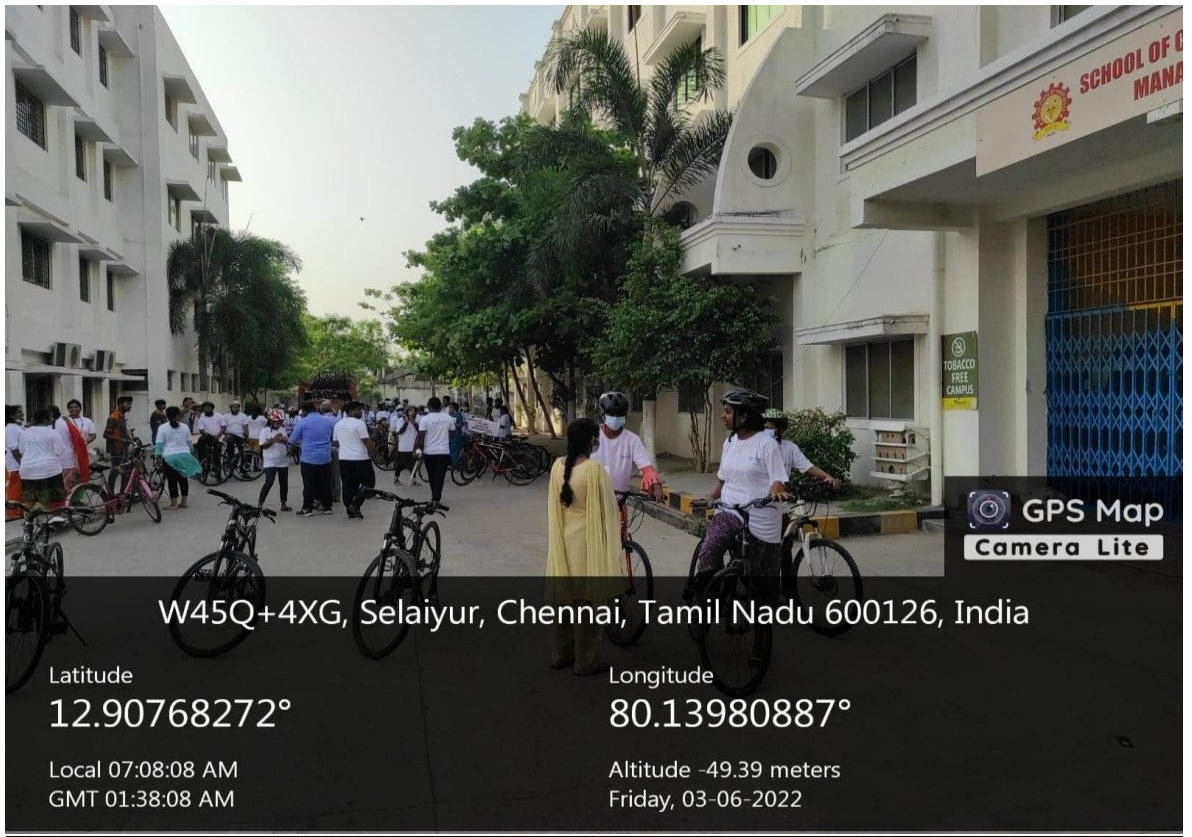 SCHOOL OF C
MANA
TOBACCO
FREE
CAMPUS
GPS Map
Camera Lite
W45Q+4XG, Selaiyur, Chennai, Tamil Nadu 600126, India
Latitude
12.90768272°
Longitude
80.13980887°
Local 07:08:08 AM
GMT 01:38:08 AM
Altitude -49.39 meters
Friday, 03-06-2022